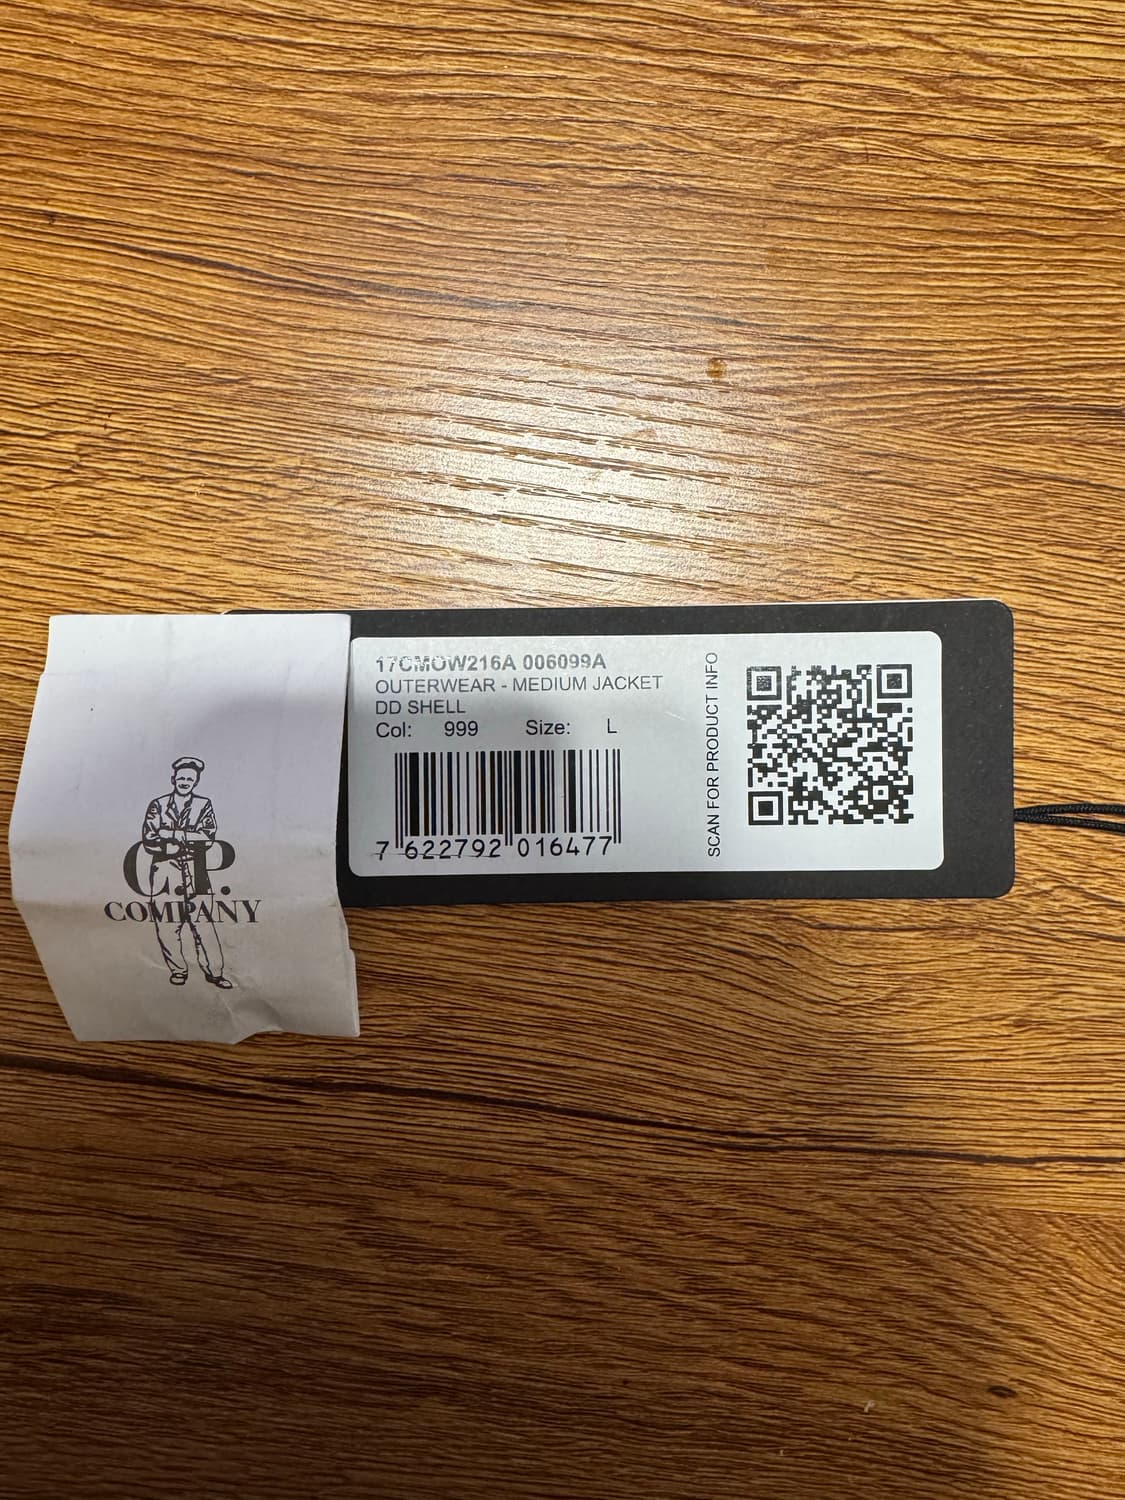 C.P.
COMPANY
17CMOW216A 006099A
OUTERWEAR - MEDIUM JACKET
DD SHELL
Col: 999 Size: L
7 622792 016477
SCAN FOR PRODUCT INFO